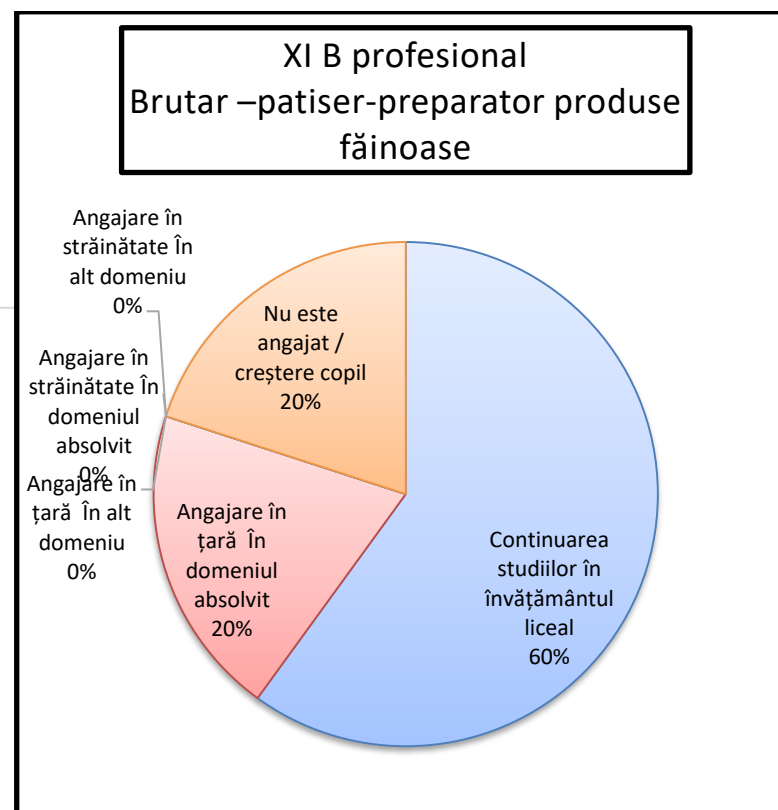 XI B profesional
Brutar –patiser-preparator produse
făinoase
Angajare în
străinătate În
alt domeniu
0%
Nu este
angajat /
creștere copil
20%
Angajare în
străinătate În
domeniul
absolvit
0%
Angajare în
țară În alt
domeniu
0%
Angajare în
țară În
domeniul
absolvit
20%
Continuarea
studiilor în
învățământul
liceal
60%